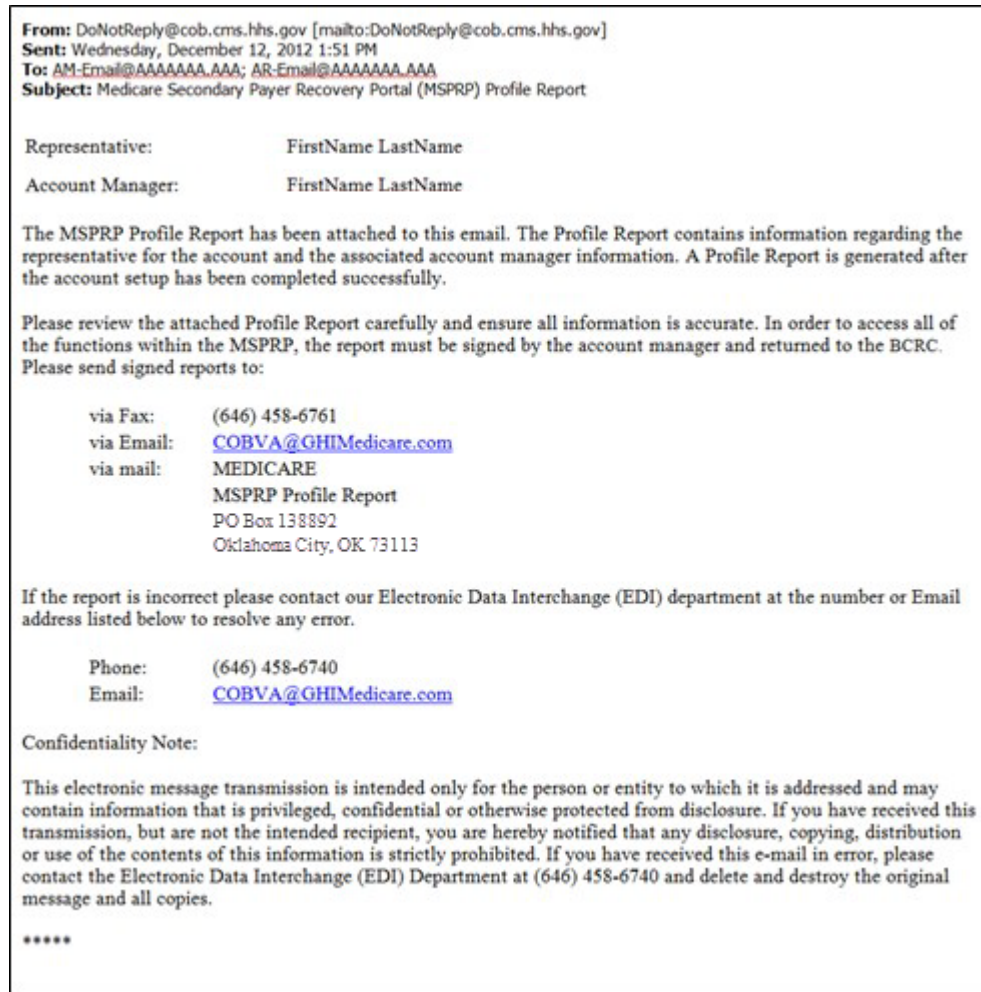 From: DoNotReply@cob.cms.hhs.gov [mailto:DoNotReply@cob.cms.hhs.gov]
Sent: Wednesday, December 12, 2012 1:51 PM
To: AM-Email@AAAAAAA.AAA; AR-Email@AAAAAAA.AAA
Subject: Medicare Secondary Payer Recovery Portal (MSPRP) Profile Report
Representative: FirstName LastName
Account Manager: FirstName LastName
The MSPRP Profile Report has been attached to this email. The Profile Report contains information regarding the
representative for the account and the associated account manager information. A Profile Report is generated after
the account setup has been completed successfully.
Please review the attached Profile Report carefully and ensure all information is accurate. In order to access all of
the functions within the MSPRP, the report must be signed by the account manager and returned to the BCRC.
Please send signed reports to:
via Fax: (646) 458-6761
via Email: COBVA@GHIMedicare.com
via mail: MEDICARE
MSPRP Profile Report
PO Box 138892
Oklahoma City, OK 73113
If the report is incorrect please contact our Electronic Data Interchange (EDI) department at the number or Email
address listed below to resolve any error.
Phone: (646) 458-6740
Email: COBVA@GHIMedicare.com
Confidentiality Note:
This electronic message transmission is intended only for the person or entity to which it is addressed and may
contain information that is privileged, confidential or otherwise protected from disclosure. If you have received this
transmission, but are not the intended recipient, you are hereby notified that any disclosure, copying, distribution
or use of the contents of this information is strictly prohibited. If you have received this e-mail in error, please
contact the Electronic Data Interchange (EDI) Department at (646) 458-6740 and delete and destroy the original
message and all copies.
*****